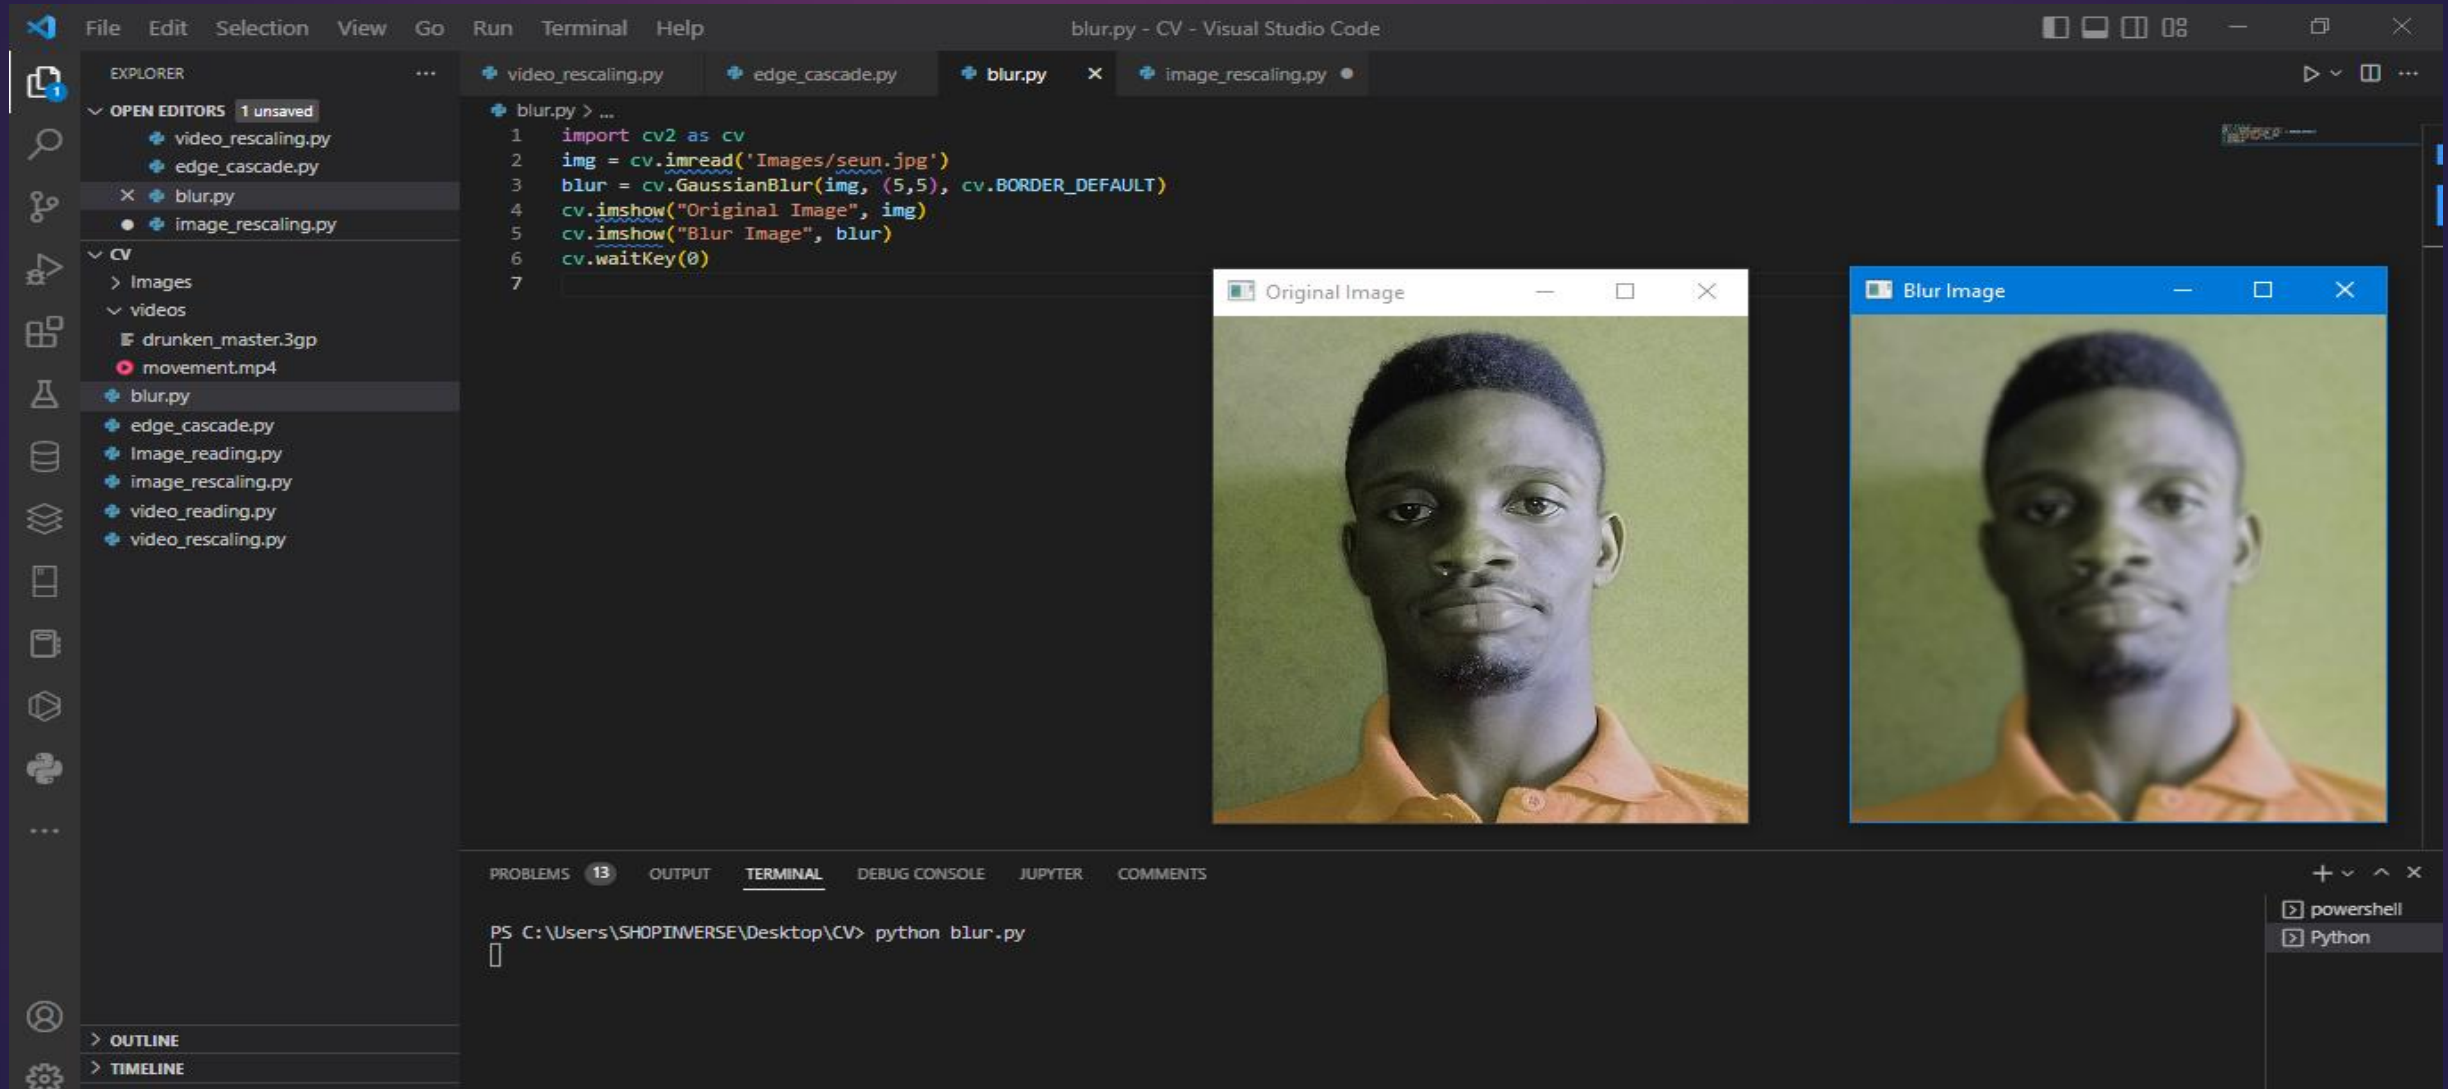 File Edit Selection View Go Run Terminal Help
blur.py - CV - Visual Studio Code
EXPLORER
OPEN EDITORS 1 unsaved
video_rescaling.py
edge_cascade.py
blur.py
image_rescaling.py
CV
Images
videos
drunken_master.3gp
movement.mp4
blur.py
edge_cascade.py
Image_reading.py
image_rescaling.py
video_reading.py
video_rescaling.py
OUTLINE
TIMELINE
video_rescaling.py edge_cascade.py blur.py image_rescaling.py
blur.py > ...
1 import cv2 as cv
2 img = cv.imread('Images/seun.jpg')
3 blur = cv.GaussianBlur(img, (5,5), cv.BORDER_DEFAULT)
4 cv.imshow("Original Image", img)
5 cv.imshow("Blur Image", blur)
6 cv.waitKey(0)
7
Original Image
Blur Image
PROBLEMS 13 OUTPUT TERMINAL DEBUG CONSOLE JUPYTER COMMENTS
PS C:\Users\SHOPINVERSE\Desktop\CV> python blur.py
powershell
Python
1